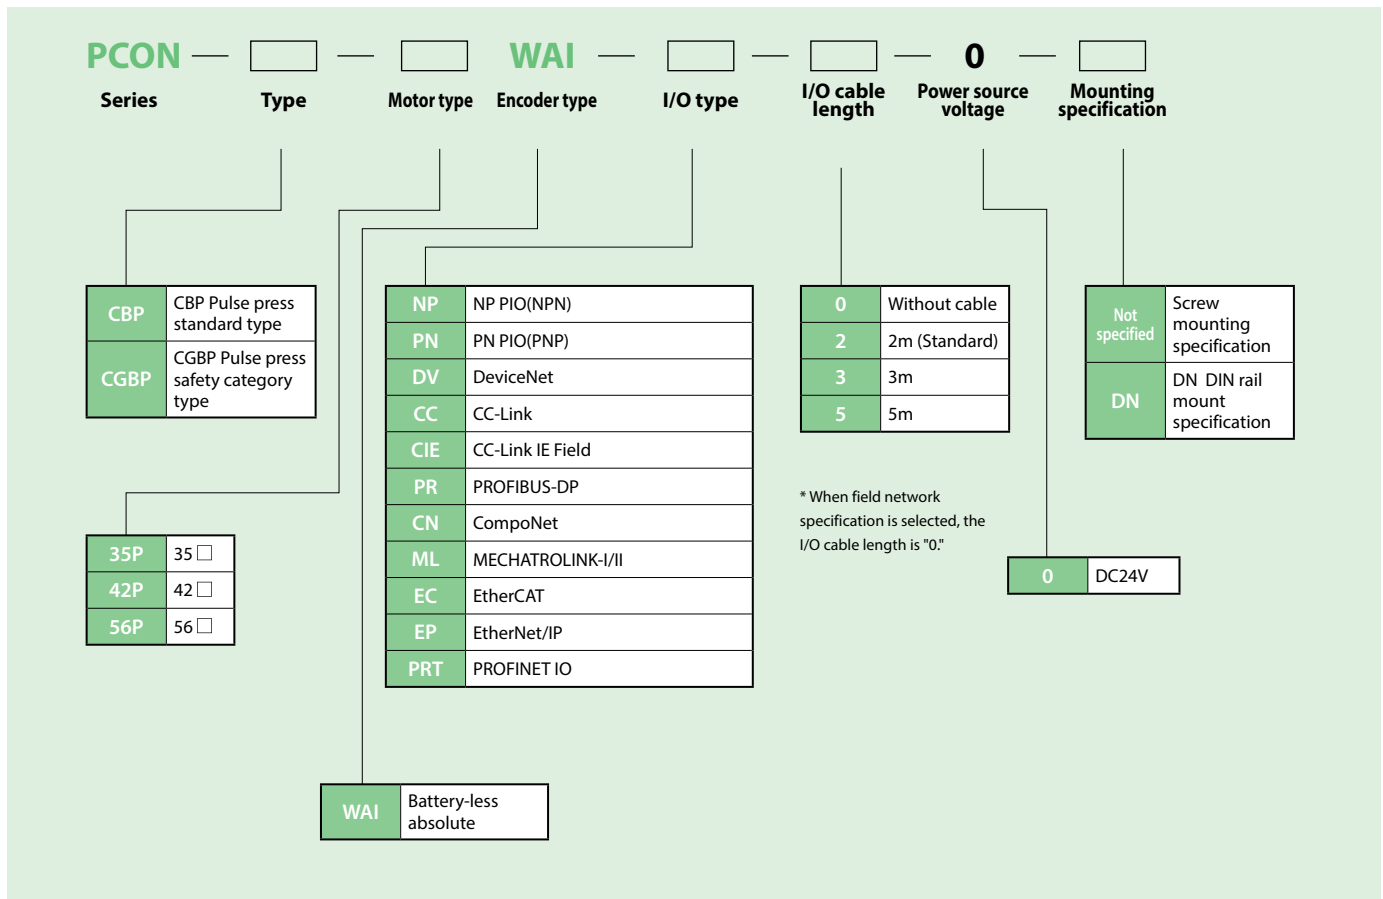 PCON — □ — □ WAI — □ — □ — 0 — □
Series
Type
Motor type
Encoder type
I/O type
I/O cable
length
Power source
voltage
Mounting
specification
CBP
CBP Pulse press
standard type
CGBP
CGBP Pulse press
safety category
type
35P 35 □
42P 42 □
56P 56 □
WAI
Battery-less
absolute
NP NP PIO(NPN)
PN PN PIO(PNP)
DV DeviceNet
CC CC-Link
CIE CC-Link IE Field
PR PROFIBUS-DP
CN CompoNet
ML MECHATROLINK-I/II
EC EtherCAT
EP EtherNet/IP
PRT PROFINET IO
0 Without cable
2 2m (Standard)
3 3m
5 5m
* When field network
specification is selected, the
I/O cable length is "0."
0 DC24V
Not
specified
Screw
mounting
specification
DN
DN DIN rail
mount
specification